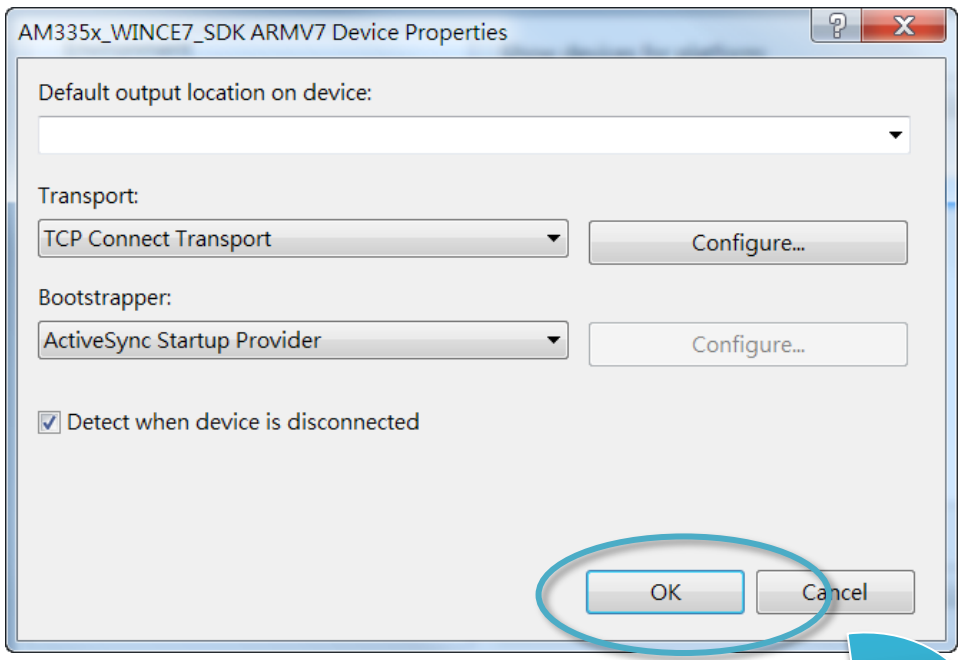 AM335x_WINCE7_SDK ARMV7 Device Properties
Default output location on device:
Transport:
TCP Connect Transport
Configure...
Bootstrapper:
ActiveSync Startup Provider
Configure...
Detect when device is disconnected
OK
Cancel